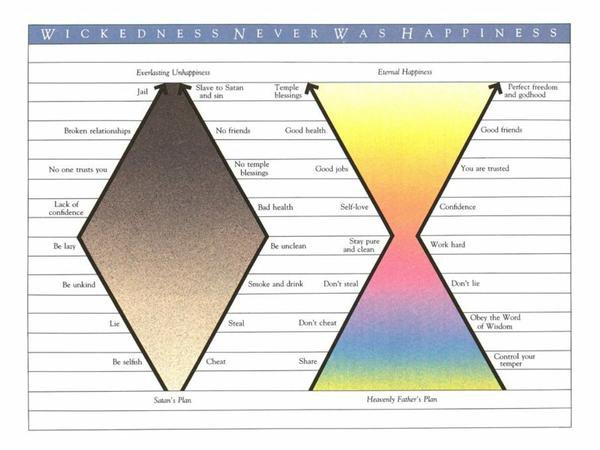 WICKEDNESS NEVER WAS HAPPINESS
Everlasting Unhappiness
Jail
Slave to Satan
and sin
Broken relationships
No friends
No one trusts you
No temple
blessings
Lack of
confidence
Bad health
Be lazy
Be unclean
Be unkind
Smoke and drink
Lie
Steal
Be selfish
Cheat
Satan's Plan
Eternal Happiness
Temple
blessings
Perfect freedom
and godhood
Good health
Good friends
Good jobs
You are trusted
Self-love
Confidence
Stay pure
and clean
Work hard
Don't steal
Don't lie
Don't cheat
Obey the Word
of Wisdom
Share
Control your
temper
Heavenly Father's Plan